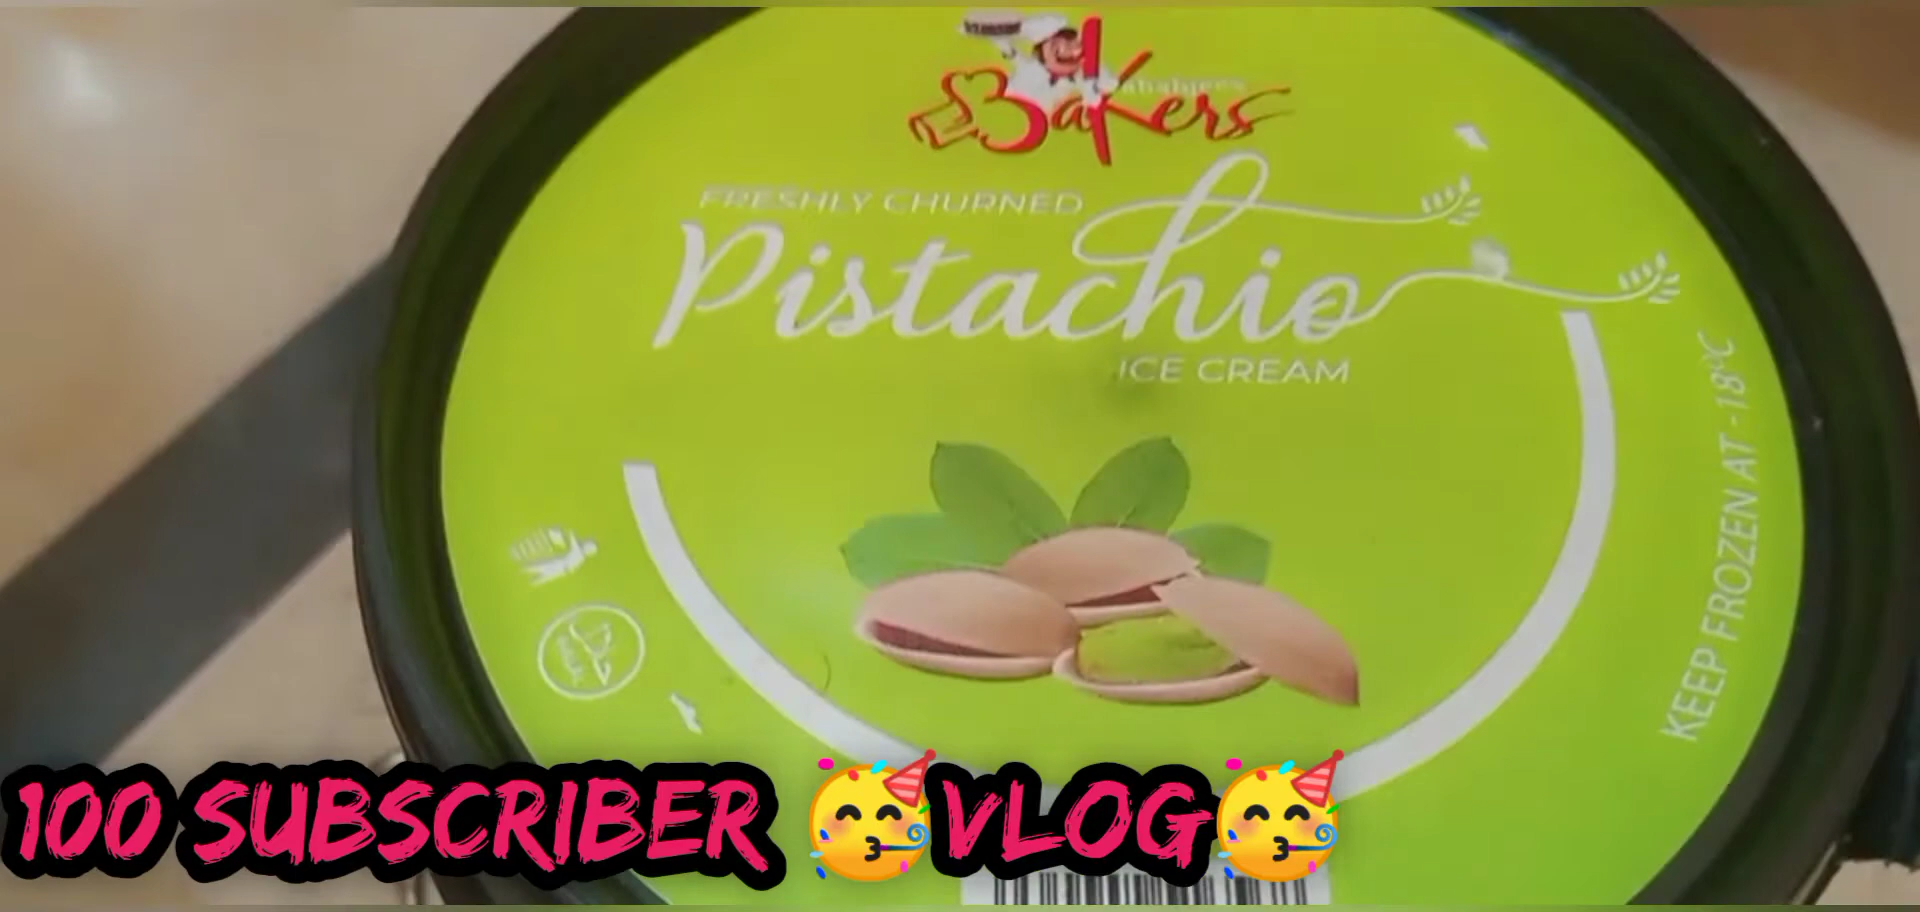 Bakers
FRESHLY CHURNED
Pistachio
ICE CREAM
KEEP FROZEN AT -18°C
100 SUBSCRIBER 🥳VLOG🥳